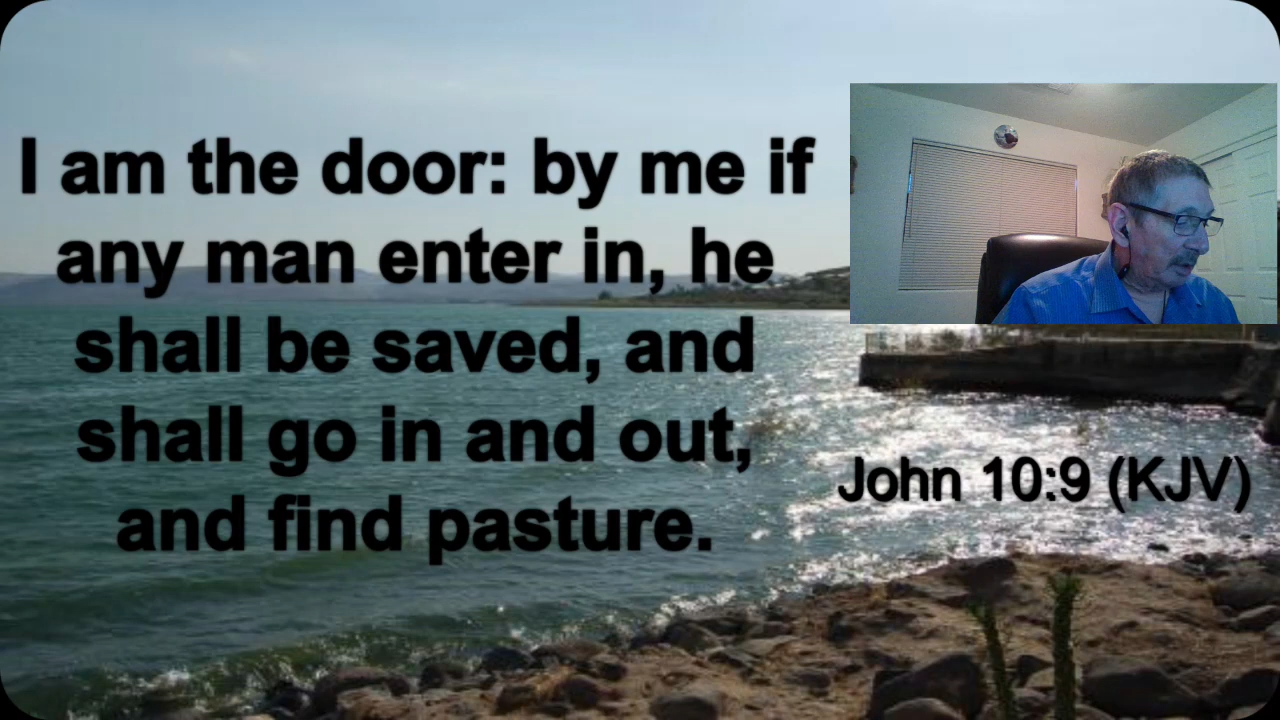 I am the door: by me if
any man enter in, he
shall be saved, and
shall go in and out,
and find pasture.
John 10:9 (KJV)